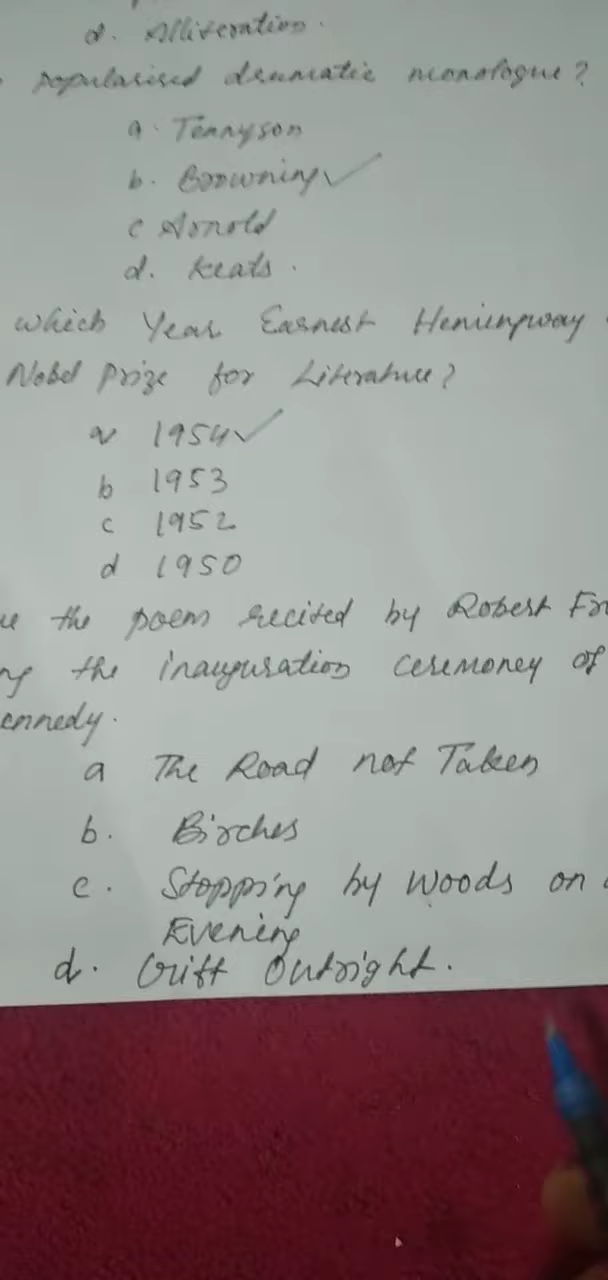 d. Alliteration.
popularised dramatic monologue?
a. Tennyson
b. Browning ✓
c Arnold
d. Keats.
which Year Earnest Hemingway
Nobel Prize for Literature?
a 1954 ✓
b 1953
c 1952
d 1950
the poem recited by Robert Fro
the inauguration ceremoney of
ennedy.
a The Road not Taken
b. Birches
c. Stopping by Woods on
Evening
d. Gift Outright.